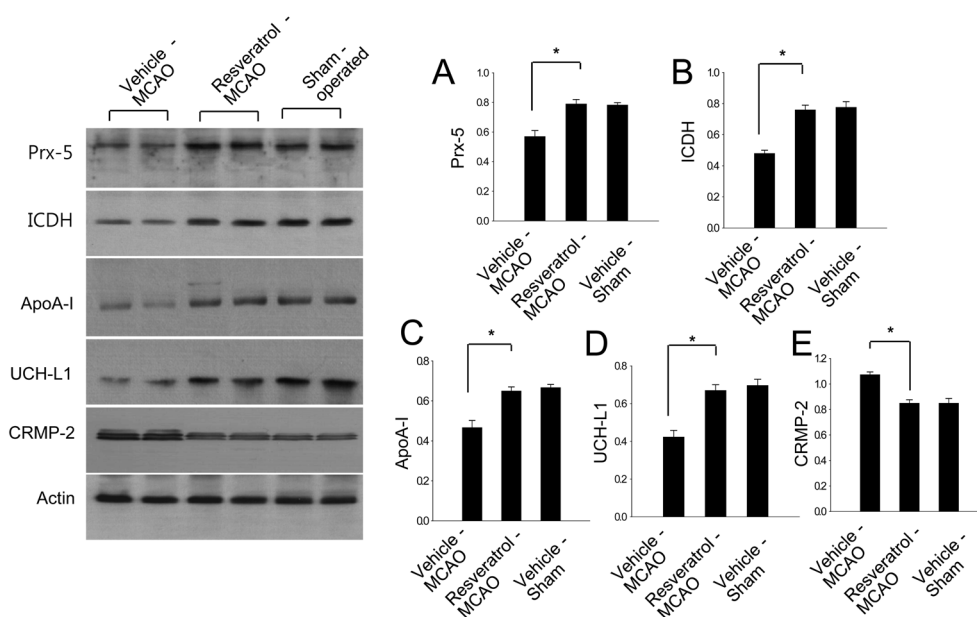 Vehicle -
MCAO
Resveratrol -
MCAO
Sham -
operated
Prx-5
ICDH
ApoA-I
UCH-L1
CRMP-2
Actin
A
*
Prx-5
1.0
0.8
0.6
0.4
0.2
0.0
Vehicle -
MCAO
Resveratrol -
MCAO
Vehicle -
Sham
B
*
ICDH
1.0
0.8
0.6
0.4
0.2
0.0
Vehicle -
MCAO
Resveratrol -
MCAO
Vehicle -
Sham
C
*
ApoA-I
0.8
0.6
0.4
0.2
0.0
Vehicle -
MCAO
Resveratrol -
MCAO
Vehicle -
Sham
D
*
UCH-L1
0.8
0.6
0.4
0.2
0.0
Vehicle -
MCAO
Resveratrol -
MCAO
Vehicle -
Sham
E
*
CRMP-2
1.2
1.0
0.8
0.6
0.4
0.2
0.0
Vehicle -
MCAO
Resveratrol -
MCAO
Vehicle -
Sham